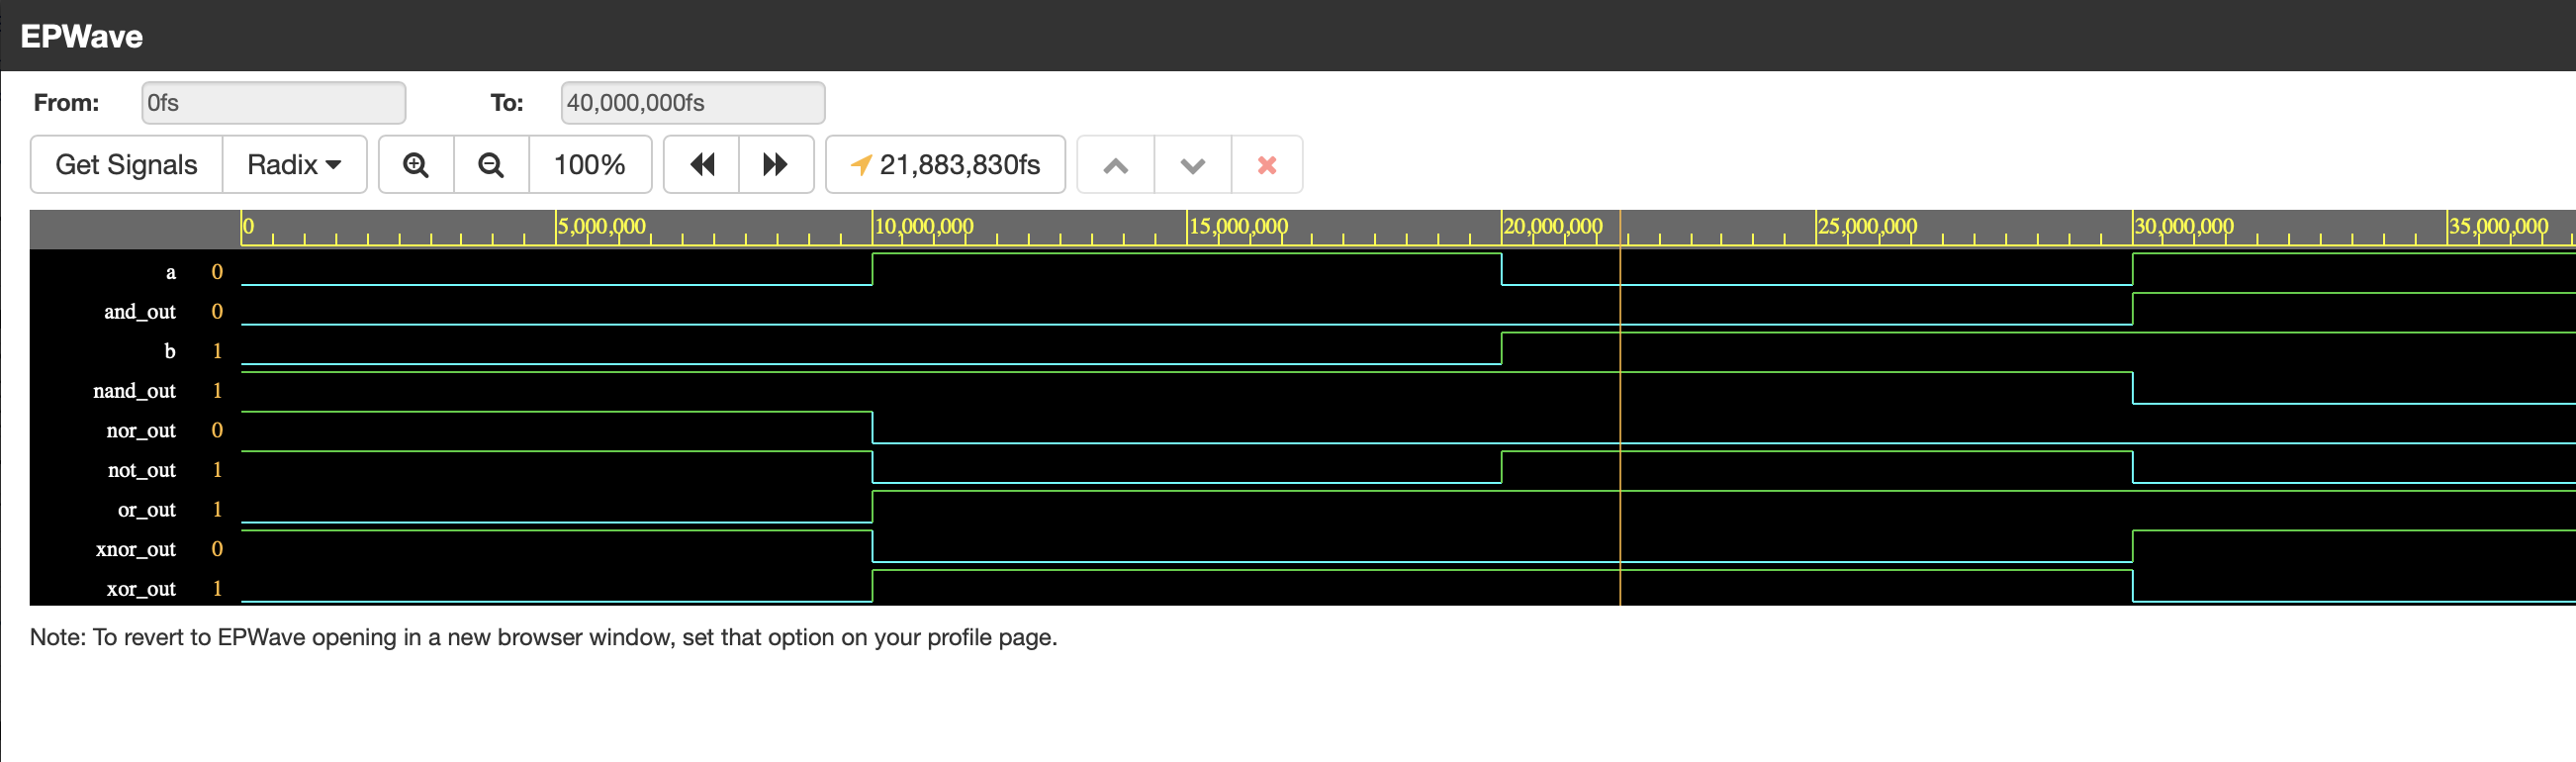 EPWave
From: 0fs To: 40,000,000fs
Get Signals Radix 100% 21,883,830fs
0 5,000,000 10,000,000 15,000,000 20,000,000 25,000,000 30,000,000 35,000,000
a 0
and_out 0
b 1
nand_out 1
nor_out 0
not_out 1
or_out 1
xnor_out 0
xor_out 1
Note: To revert to EPWave opening in a new browser window, set that option on your profile page.